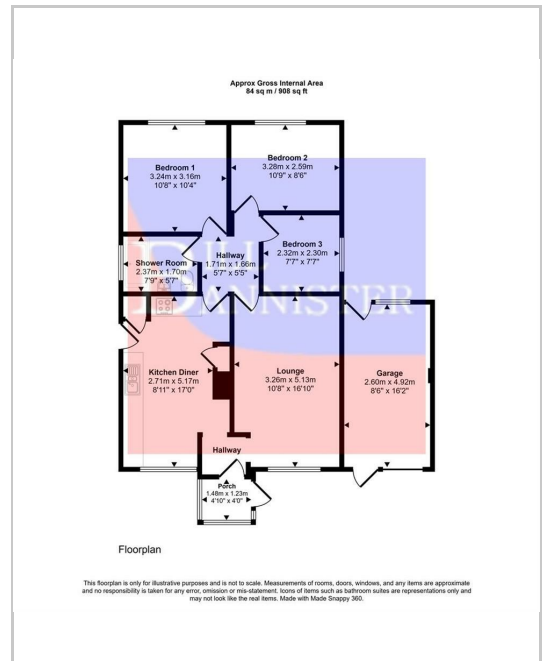 Approx Gross Internal Area
84 sq m / 908 sq ft
Bedroom 1
3.24m x 3.16m
10'8" x 10'4"
Bedroom 2
3.28m x 2.59m
10'9" x 8'6"
Bedroom 3
2.32m x 2.30m
7'7" x 7'7"
Shower Room
2.37m x 1.70m
7'9" x 5'7"
Hallway
1.71m x 1.66m
5'7" x 5'5"
BILL
BANNISTER
Kitchen Diner
2.71m x 5.17m
8'11" x 17'0"
Lounge
3.26m x 5.13m
10'8" x 16'10"
Garage
2.60m x 4.92m
8'6" x 16'2"
Hallway
Porch
1.48m x 1.23m
4'10" x 4'0"
Floorplan
This floorplan is only for illustrative purposes and is not to scale. Measurements of rooms, doors, windows, and any items are approximate
and no responsibility is taken for any error, omission or mis-statement. Icons of items such as bathroom suites are representations only and
may not look like the real items. Made with Made Snappy 360.